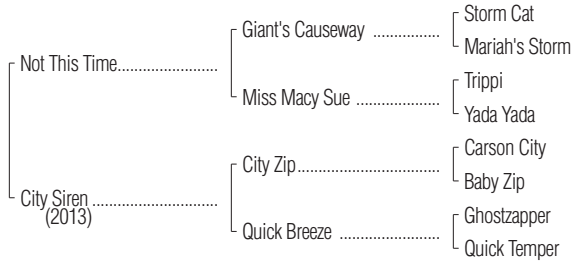 Storm Cat
Giant's Causeway ..................
Mariah's Storm
Not This Time.......................
Trippi
Miss Macy Sue ...................
Yada Yada
Carson City
City Zip................................
Baby Zip
City Siren ............................
(2013)
Ghostzapper
Quick Breeze ......................
Quick Temper